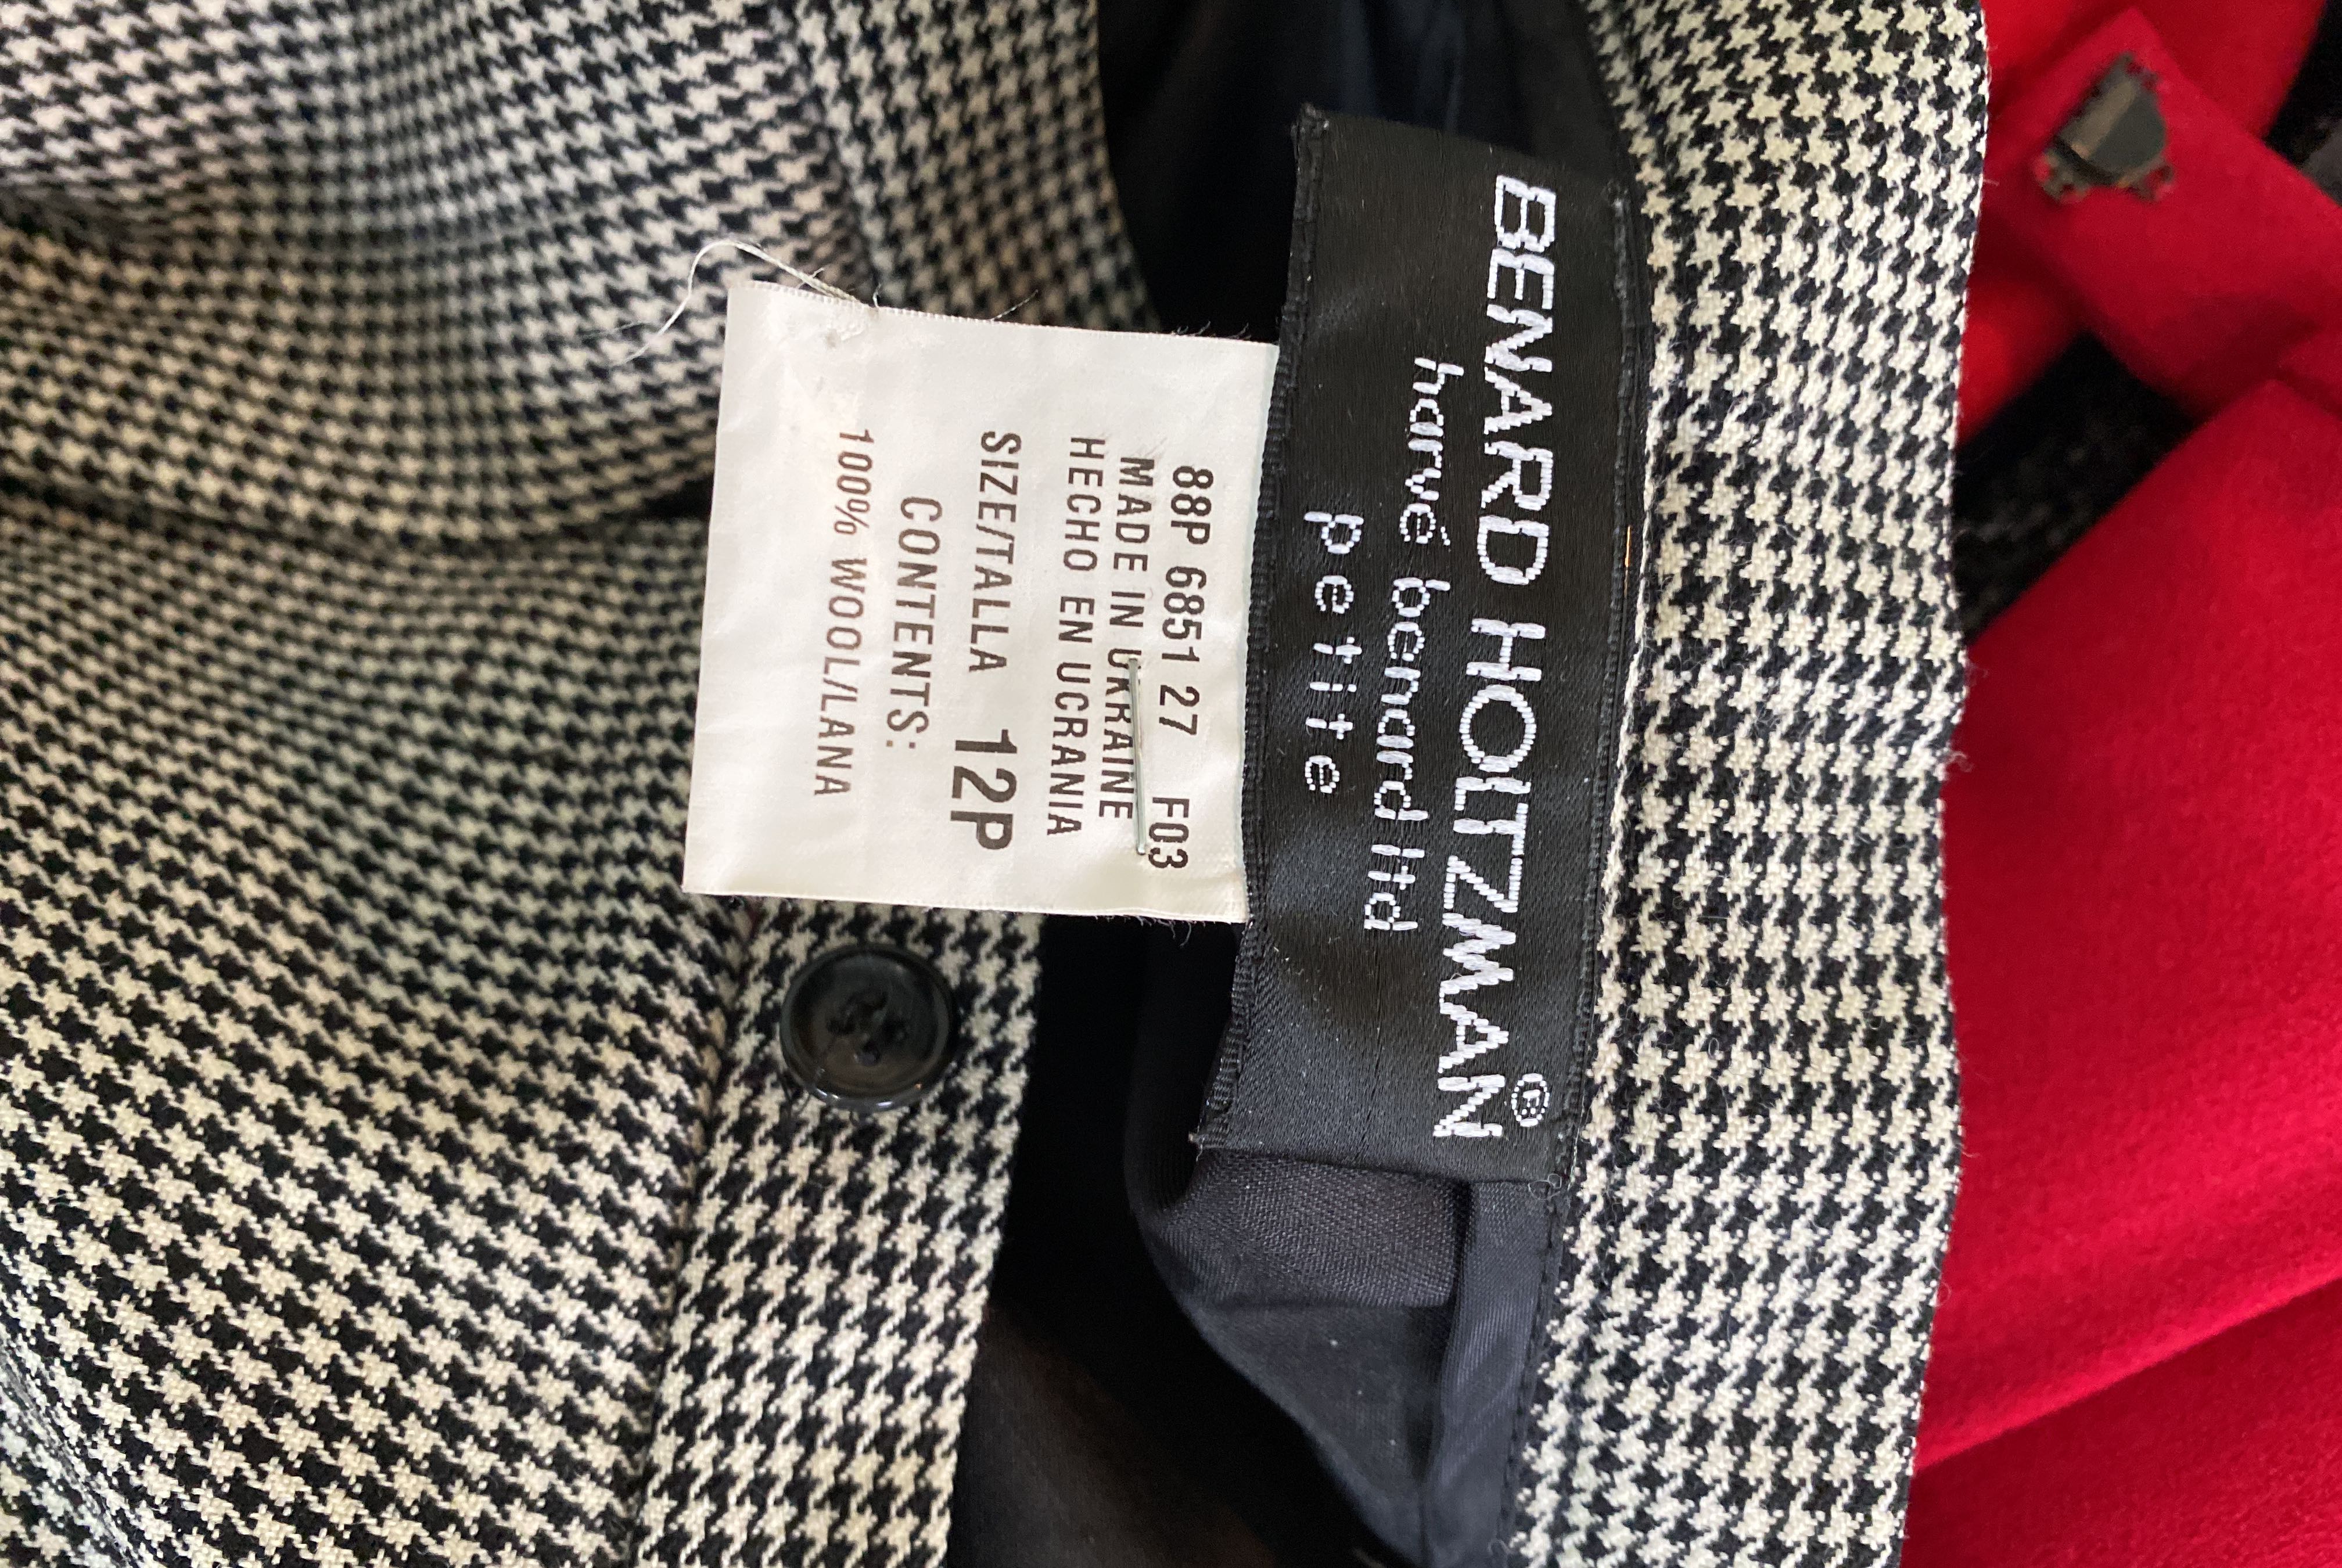 BENARD HOLTZMAN®
harvé benard ltd
petite
88P 6851 27 F03
MADE IN UKRAINE
HECHO EN UCRANIA
SIZE/TALLA 12P
CONTENTS:
100% WOOL/LANA